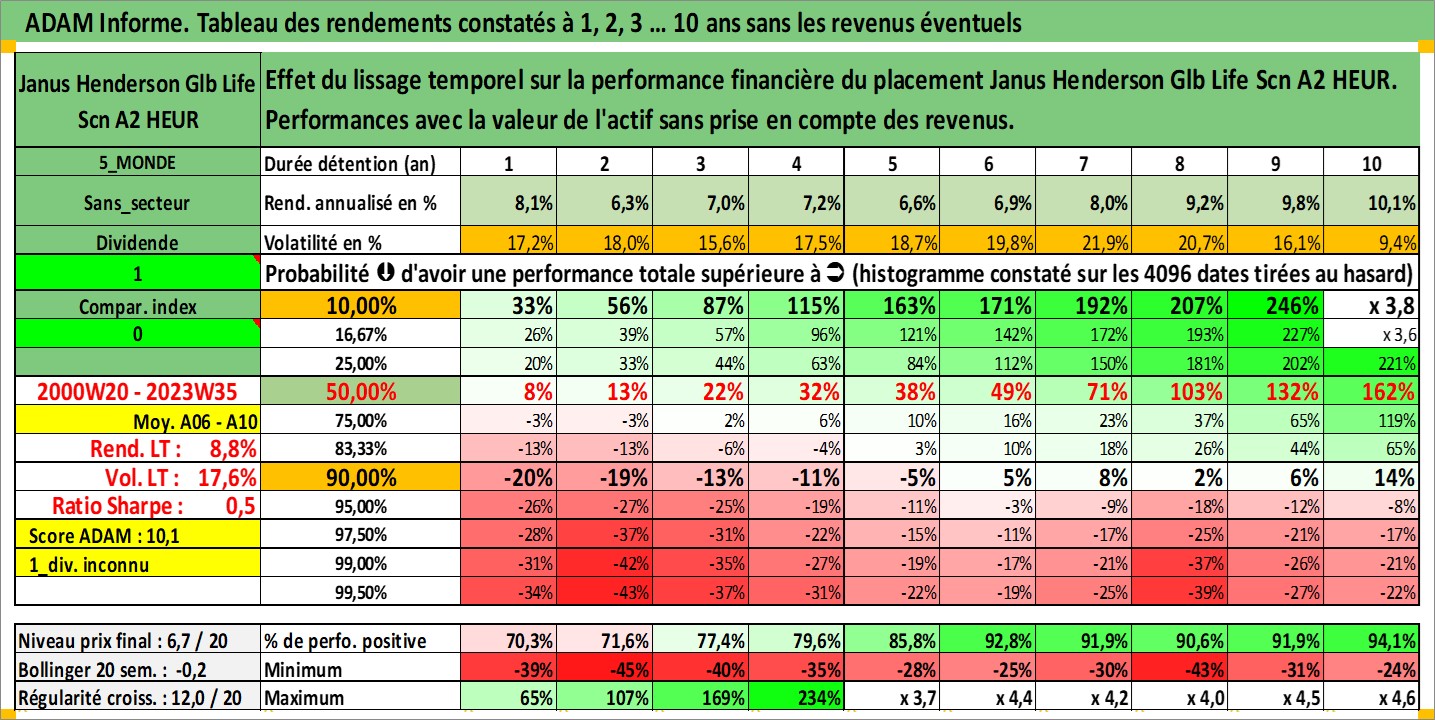 ADAM Informe. Tableau des rendements constatés à 1, 2, 3 ... 10 ans sans les revenus éventuels
Janus Henderson Glb Life
Scn A2 HEUR
Effet du lissage temporel sur la performance financière du placement Janus Henderson Glb Life Scn A2 HEUR.
Performances avec la valeur de l'actif sans prise en compte des revenus.
5_MONDE Durée détention (an) 1 2 3 4 5 6 7 8 9 10
Sans_secteur Rend. annualisé en % 8,1% 6,3% 7,0% 7,2% 6,6% 6,9% 8,0% 9,2% 9,8% 10,1%
Dividende Volatilité en % 17,2% 18,0% 15,6% 17,5% 18,7% 19,8% 21,9% 20,7% 16,1% 9,4%
1 Probabilité d'avoir une performance totale supérieure à (histogramme constaté sur les 4096 dates tirées au hasard)
Compar. index 10,00% 33% 56% 87% 115% 163% 171% 192% 207% 246% x 3,8
0 16,67% 26% 39% 57% 96% 121% 142% 172% 193% 227% x 3,6
25,00% 20% 33% 44% 63% 84% 112% 150% 181% 202% 221%
2000W20 - 2023W35 50,00% 8% 13% 22% 32% 38% 49% 71% 103% 132% 162%
Moy. A06 - A10 75,00% -3% -3% 2% 6% 10% 16% 23% 37% 65% 119%
Rend. LT : 8,8% 83,33% -13% -13% -6% -4% 3% 10% 18% 26% 44% 65%
Vol. LT : 17,6% 90,00% -20% -19% -13% -11% -5% 5% 8% 2% 6% 14%
Ratio Sharpe : 0,5 95,00% -26% -27% -25% -19% -11% -3% -9% -18% -12% -8%
Score ADAM : 10,1 97,50% -28% -37% -31% -22% -15% -11% -17% -25% -21% -17%
1_div. inconnu 99,00% -31% -42% -35% -27% -19% -17% -21% -37% -26% -21%
99,50% -34% -43% -37% -31% -22% -19% -25% -39% -27% -22%
Niveau prix final : 6,7 / 20 % de perfo. positive 70,3% 71,6% 77,4% 79,6% 85,8% 92,8% 91,9% 90,6% 91,9% 94,1%
Bollinger 20 sem. : -0,2 Minimum -39% -45% -40% -35% -28% -25% -30% -43% -31% -24%
Régularité croiss. : 12,0 / 20 Maximum 65% 107% 169% 234% x 3,7 x 4,4 x 4,2 x 4,0 x 4,5 x 4,6